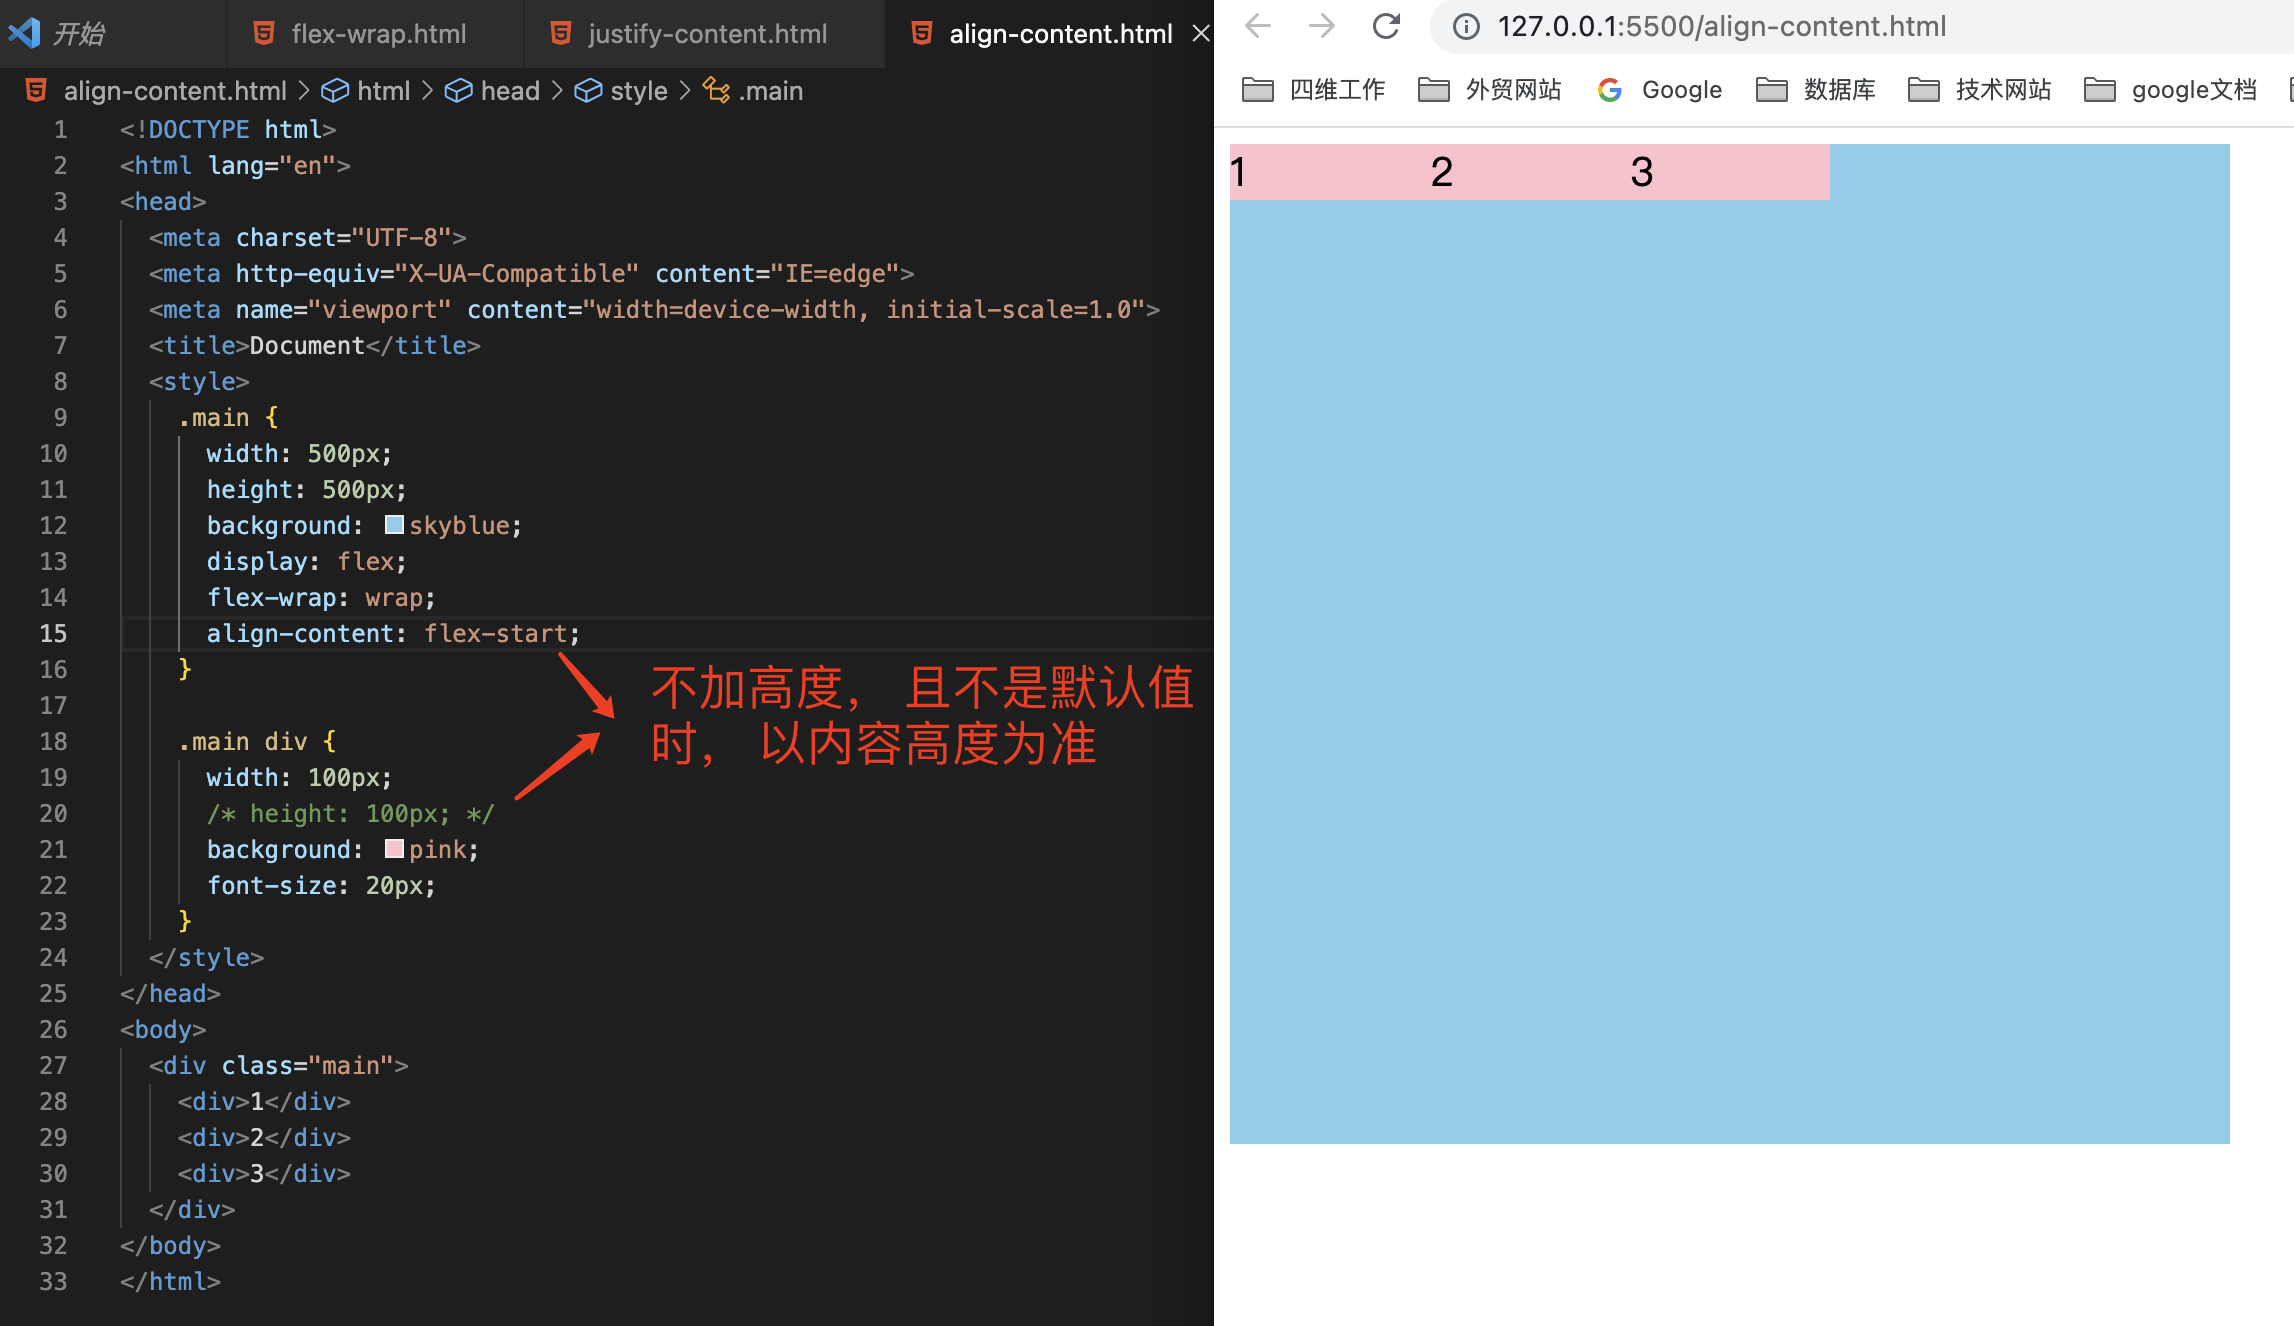 开始
flex-wrap.html
justify-content.html
align-content.html
align-content.html > html > head > style > .main
1 <!DOCTYPE html>
2 <html lang="en">
3 <head>
4 <meta charset="UTF-8">
5 <meta http-equiv="X-UA-Compatible" content="IE=edge">
6 <meta name="viewport" content="width=device-width, initial-scale=1.0">
7 <title>Document</title>
8 <style>
9 .main {
10 width: 500px;
11 height: 500px;
12 background: skyblue;
13 display: flex;
14 flex-wrap: wrap;
15 align-content: flex-start;
16 }
17
18 .main div {
19 width: 100px;
20 /* height: 100px; */
21 background: pink;
22 font-size: 20px;
23 }
24 </style>
25 </head>
26 <body>
27 <div class="main">
28 <div>1</div>
29 <div>2</div>
30 <div>3</div>
31 </div>
32 </body>
33 </html>
不加高度， 且不是默认值
时， 以内容高度为准
127.0.0.1:5500/align-content.html
四维工作 外贸网站 Google 数据库 技术网站 google文档
1 2 3